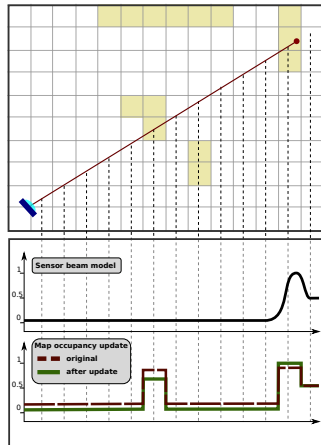 Sensor beam model
1
0.5
0
Map occupancy update
original
after update
1
0.5
0